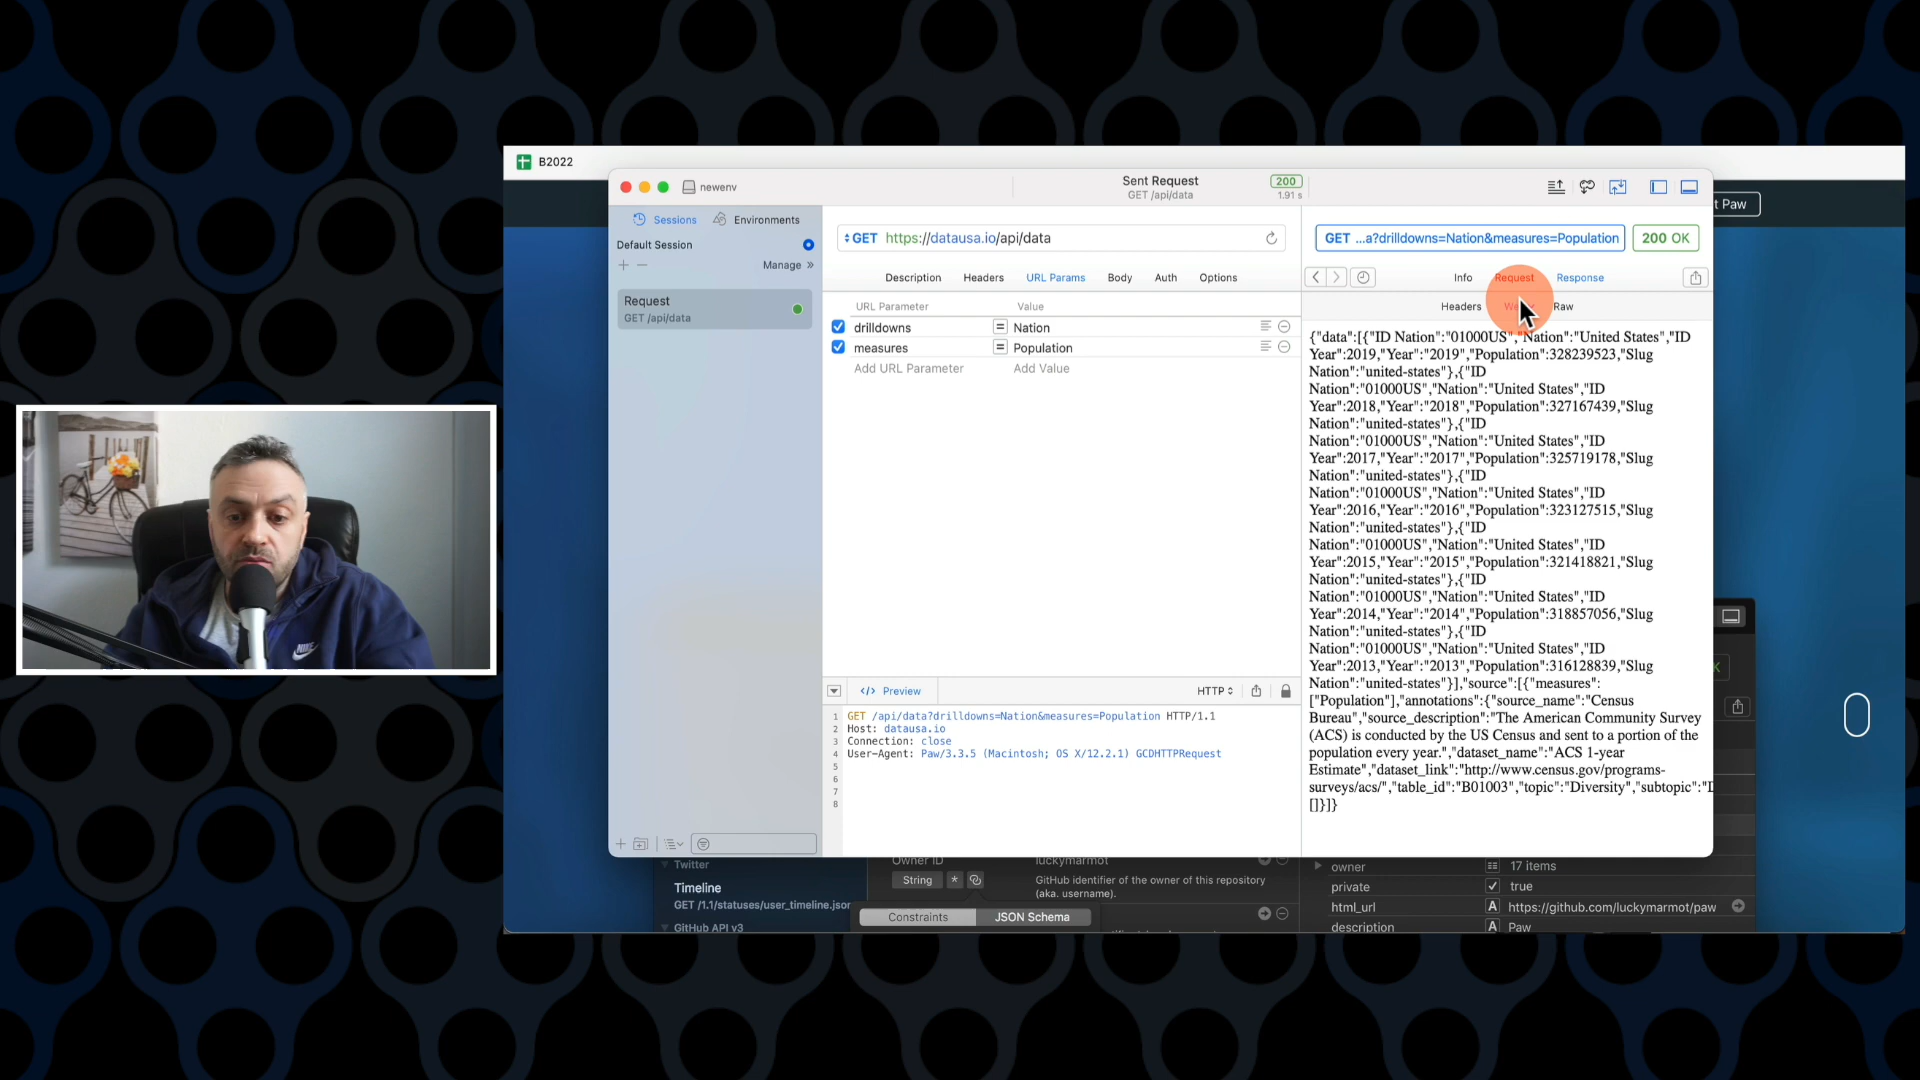 B2022
newenv
Sent Request
GET /api/data
200
1.91 s
t Paw
Sessions
Environments
Default Session
Manage »
Request
GET /api/data
GET https://datausa.io/api/data
Description Headers URL Params Body Auth Options
URL Parameter Value
drilldowns = Nation
measures = Population
Add URL Parameter Add Value
GET ...a?drilldowns=Nation&measures=Population 200 OK
Info Request Response
Headers Raw
{"data":[{"ID Nation":"01000US","Nation":"United States","ID
Year":2019,"Year":"2019","Population":328239523,"Slug
Nation":"united-states"},{"ID
Nation":"01000US","Nation":"United States","ID
Year":2018,"Year":"2018","Population":327167439,"Slug
Nation":"united-states"},{"ID
Nation":"01000US","Nation":"United States","ID
Year":2017,"Year":"2017","Population":325719178,"Slug
Nation":"united-states"},{"ID
Nation":"01000US","Nation":"United States","ID
Year":2016,"Year":"2016","Population":323127515,"Slug
Nation":"united-states"},{"ID
Nation":"01000US","Nation":"United States","ID
Year":2015,"Year":"2015","Population":321418821,"Slug
Nation":"united-states"},{"ID
Nation":"01000US","Nation":"United States","ID
Year":2014,"Year":"2014","Population":318857056,"Slug
Nation":"united-states"},{"ID
Nation":"01000US","Nation":"United States","ID
Year":2013,"Year":"2013","Population":316128839,"Slug
Nation":"united-states"}],"source":[{"measures":
["Population"],"annotations":{"source_name":"Census
Bureau","source_description":"The American Community Survey
(ACS) is conducted by the US Census and sent to a portion of the
population every year.","dataset_name":"ACS 1-year
Estimate","dataset_link":"http://www.census.gov/programs-
surveys/acs/","table_id":"B01003","topic":"Diversity","subtopic":"D
[]}]}
</> Preview
HTTP
1 GET /api/data?drilldowns=Nation&measures=Population HTTP/1.1
2 Host: datausa.io
3 Connection: close
4 User-Agent: Paw/3.3.5 (Macintosh; OS X/12.2.1) GCDHTTPRequest
5
6
7
8
Twitter
Timeline
GET /1.1/statuses/user_timeline.json
GitHub API v3
Owner ID
luckymarmot
String *
GitHub identifier of the owner of this repository
(aka. username).
Constraints JSON Schema
K
owner 17 items
private true
html_url A https://github.com/luckymarmot/paw
description A Paw